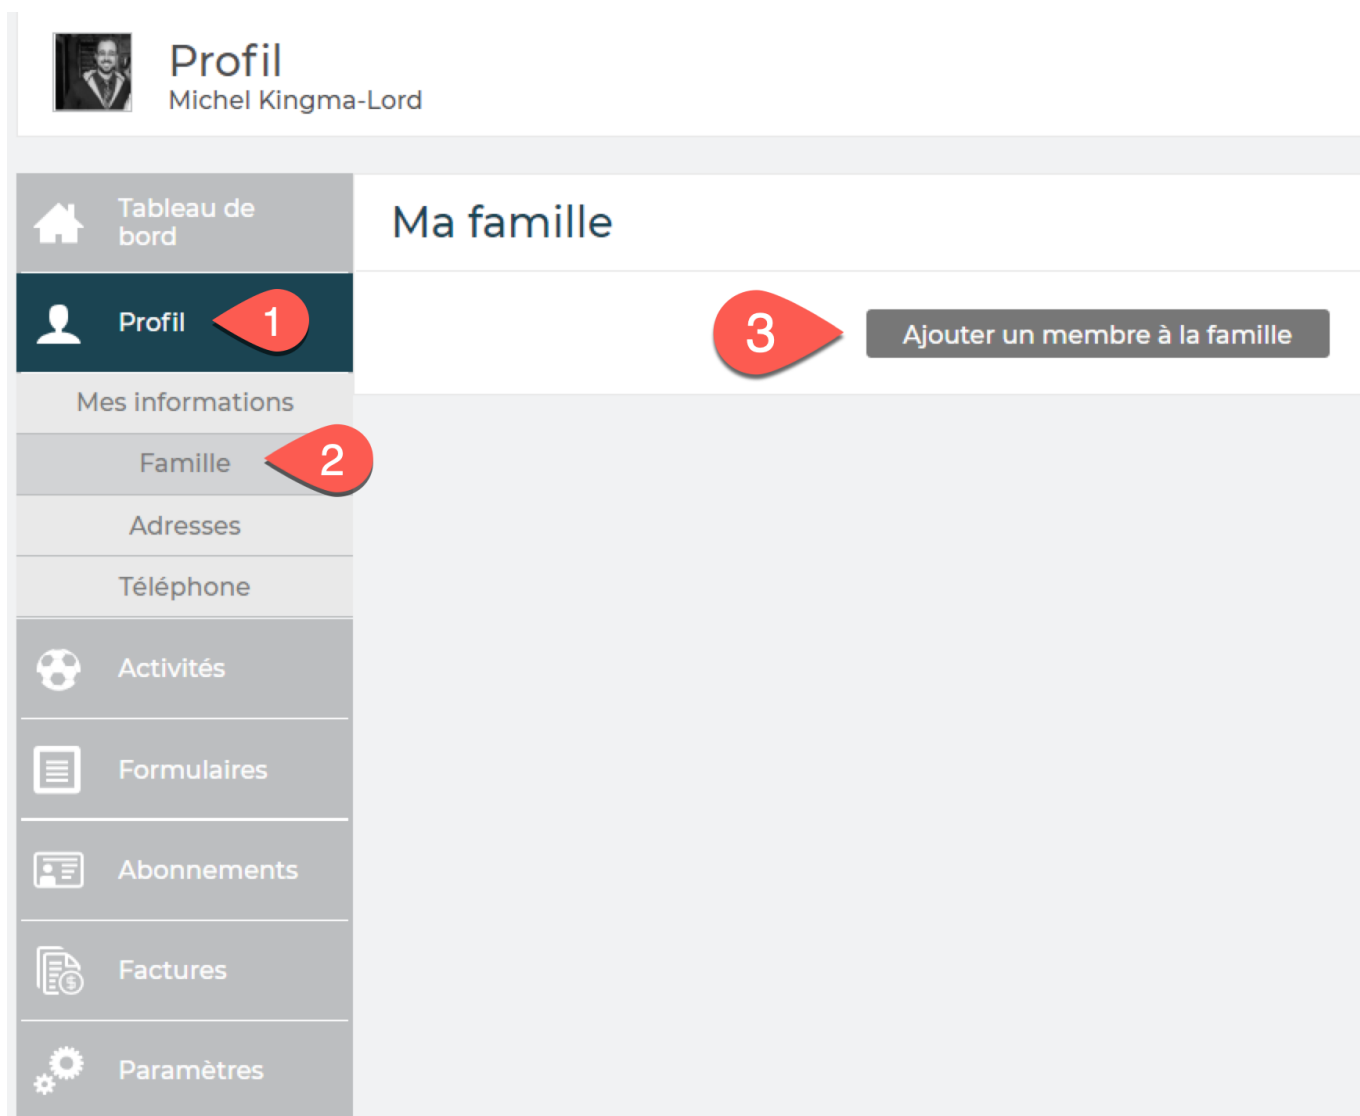 Profil
Michel Kingma-Lord
Tableau de
bord
Ma famille
Profil
1
3
Ajouter un membre à la famille
Mes informations
Famille
2
Adresses
Téléphone
Activités
Formulaires
Abonnements
$
Factures
Paramètres